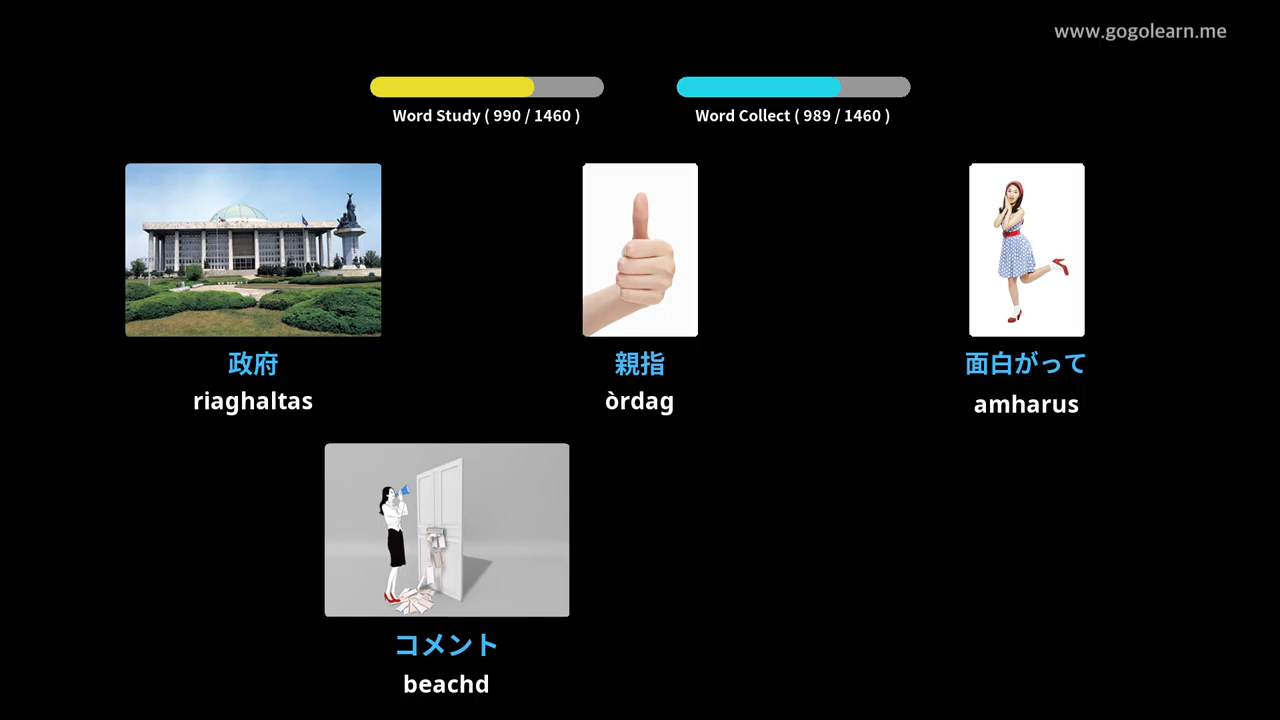 www.gogolearn.me
Word Study ( 990 / 1460 )
Word Collect ( 989 / 1460 )
政府
riaghaltas
親指
òrdag
面白がって
amharus
コメント
beachd